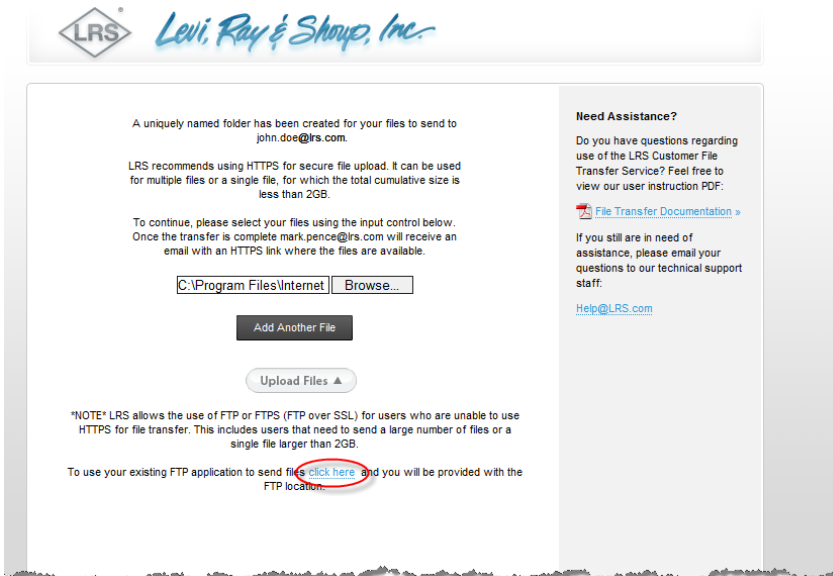 LRS
Levi, Ray & Shoup, Inc.
A uniquely named folder has been created for your files to send to
john.doe@lrs.com.
LRS recommends using HTTPS for secure file upload. It can be used
for multiple files or a single file, for which the total cumulative size is
less than 2GB.
To continue, please select your files using the input control below.
Once the transfer is complete mark.pence@lrs.com will receive an
email with an HTTPS link where the files are available.
C:\Program Files\Internet Browse...
Add Another File
Upload Files ▲
*NOTE* LRS allows the use of FTP or FTPS (FTP over SSL) for users who are unable to use
HTTPS for file transfer. This includes users that need to send a large number of files or a
single file larger than 2GB.
To use your existing FTP application to send files click here and you will be provided with the
FTP location.
Need Assistance?
Do you have questions regarding
use of the LRS Customer File
Transfer Service? Feel free to
view our user instruction PDF:
File Transfer Documentation »
If you still are in need of
assistance, please email your
questions to our technical support
staff:
Help@LRS.com